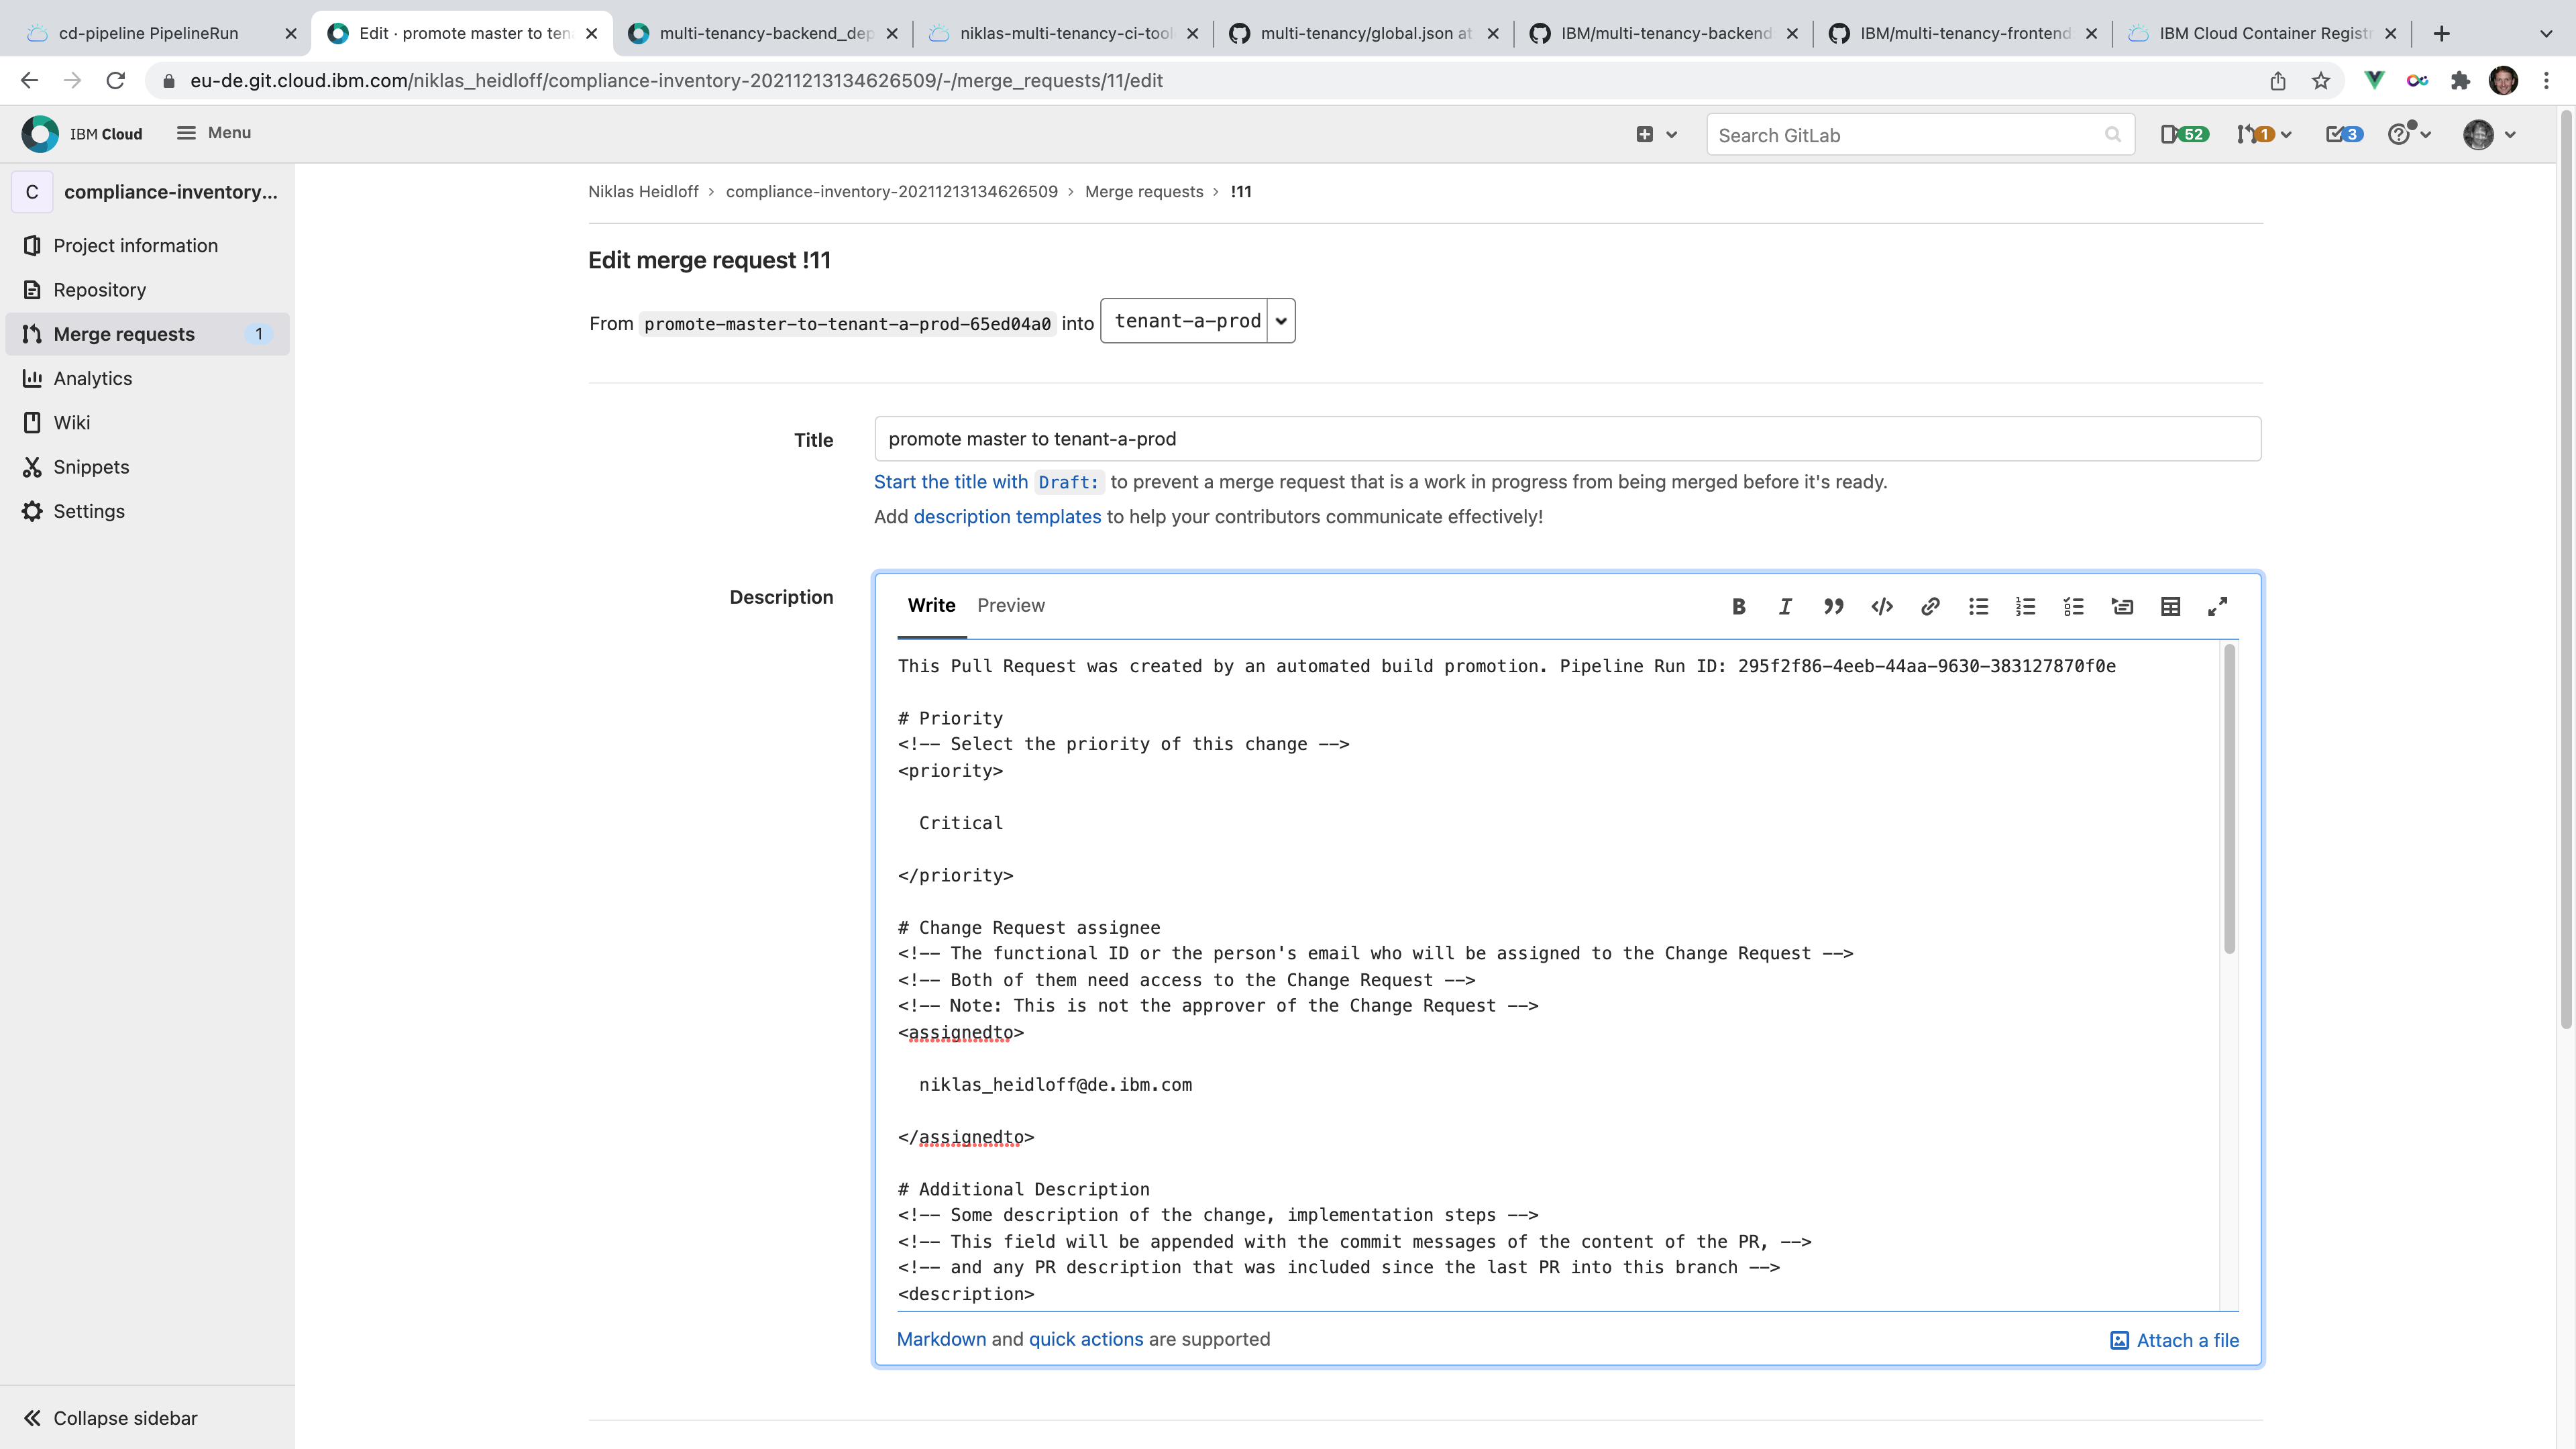 cd-pipeline PipelineRun
Edit · promote master to ten
multi-tenancy-backend_dep
niklas-multi-tenancy-ci-tool
multi-tenancy/global.json at
IBM/multi-tenancy-backend
IBM/multi-tenancy-frontend
IBM Cloud Container Registr
eu-de.git.cloud.ibm.com/niklas_heidloff/compliance-inventory-20211213134626509/-/merge_requests/11/edit
IBM Cloud
Menu
Search GitLab
52
1
3
C
compliance-inventory...
Project information
Repository
Merge requests
1
Analytics
Wiki
Snippets
Settings
Collapse sidebar
Niklas Heidloff > compliance-inventory-20211213134626509 > Merge requests > !11
Edit merge request !11
From promote-master-to-tenant-a-prod-65ed04a0 into tenant-a-prod
Title
promote master to tenant-a-prod
Start the title with Draft: to prevent a merge request that is a work in progress from being merged before it's ready.
Add description templates to help your contributors communicate effectively!
Description
Write Preview
This Pull Request was created by an automated build promotion. Pipeline Run ID: 295f2f86-4eeb-44aa-9630-383127870f0e
# Priority
<!-- Select the priority of this change -->
<priority>
Critical
</priority>
# Change Request assignee
<!-- The functional ID or the person's email who will be assigned to the Change Request -->
<!-- Both of them need access to the Change Request -->
<!-- Note: This is not the approver of the Change Request -->
<assignedto>
niklas_heidloff@de.ibm.com
</assignedto>
# Additional Description
<!-- Some description of the change, implementation steps -->
<!-- This field will be appended with the commit messages of the content of the PR, -->
<!-- and any PR description that was included since the last PR into this branch -->
<description>
Markdown and quick actions are supported
Attach a file